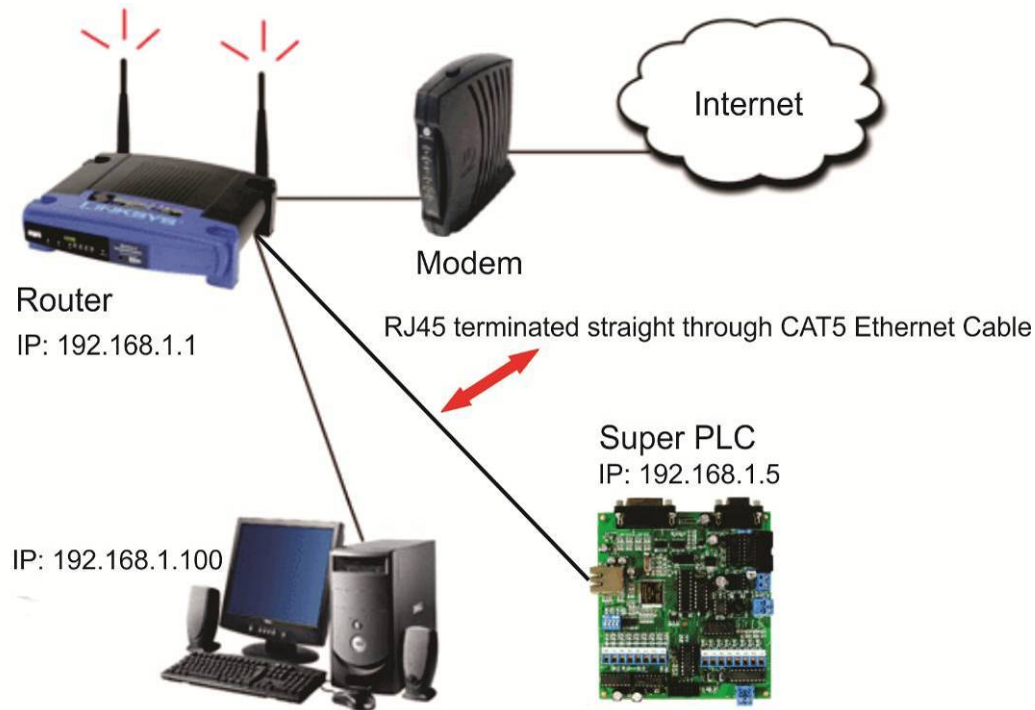 Internet
LINKSYS
Modem
Router
IP: 192.168.1.1
RJ45 terminated straight through CAT5 Ethernet Cable
Super PLC
IP: 192.168.1.5
IP: 192.168.1.100